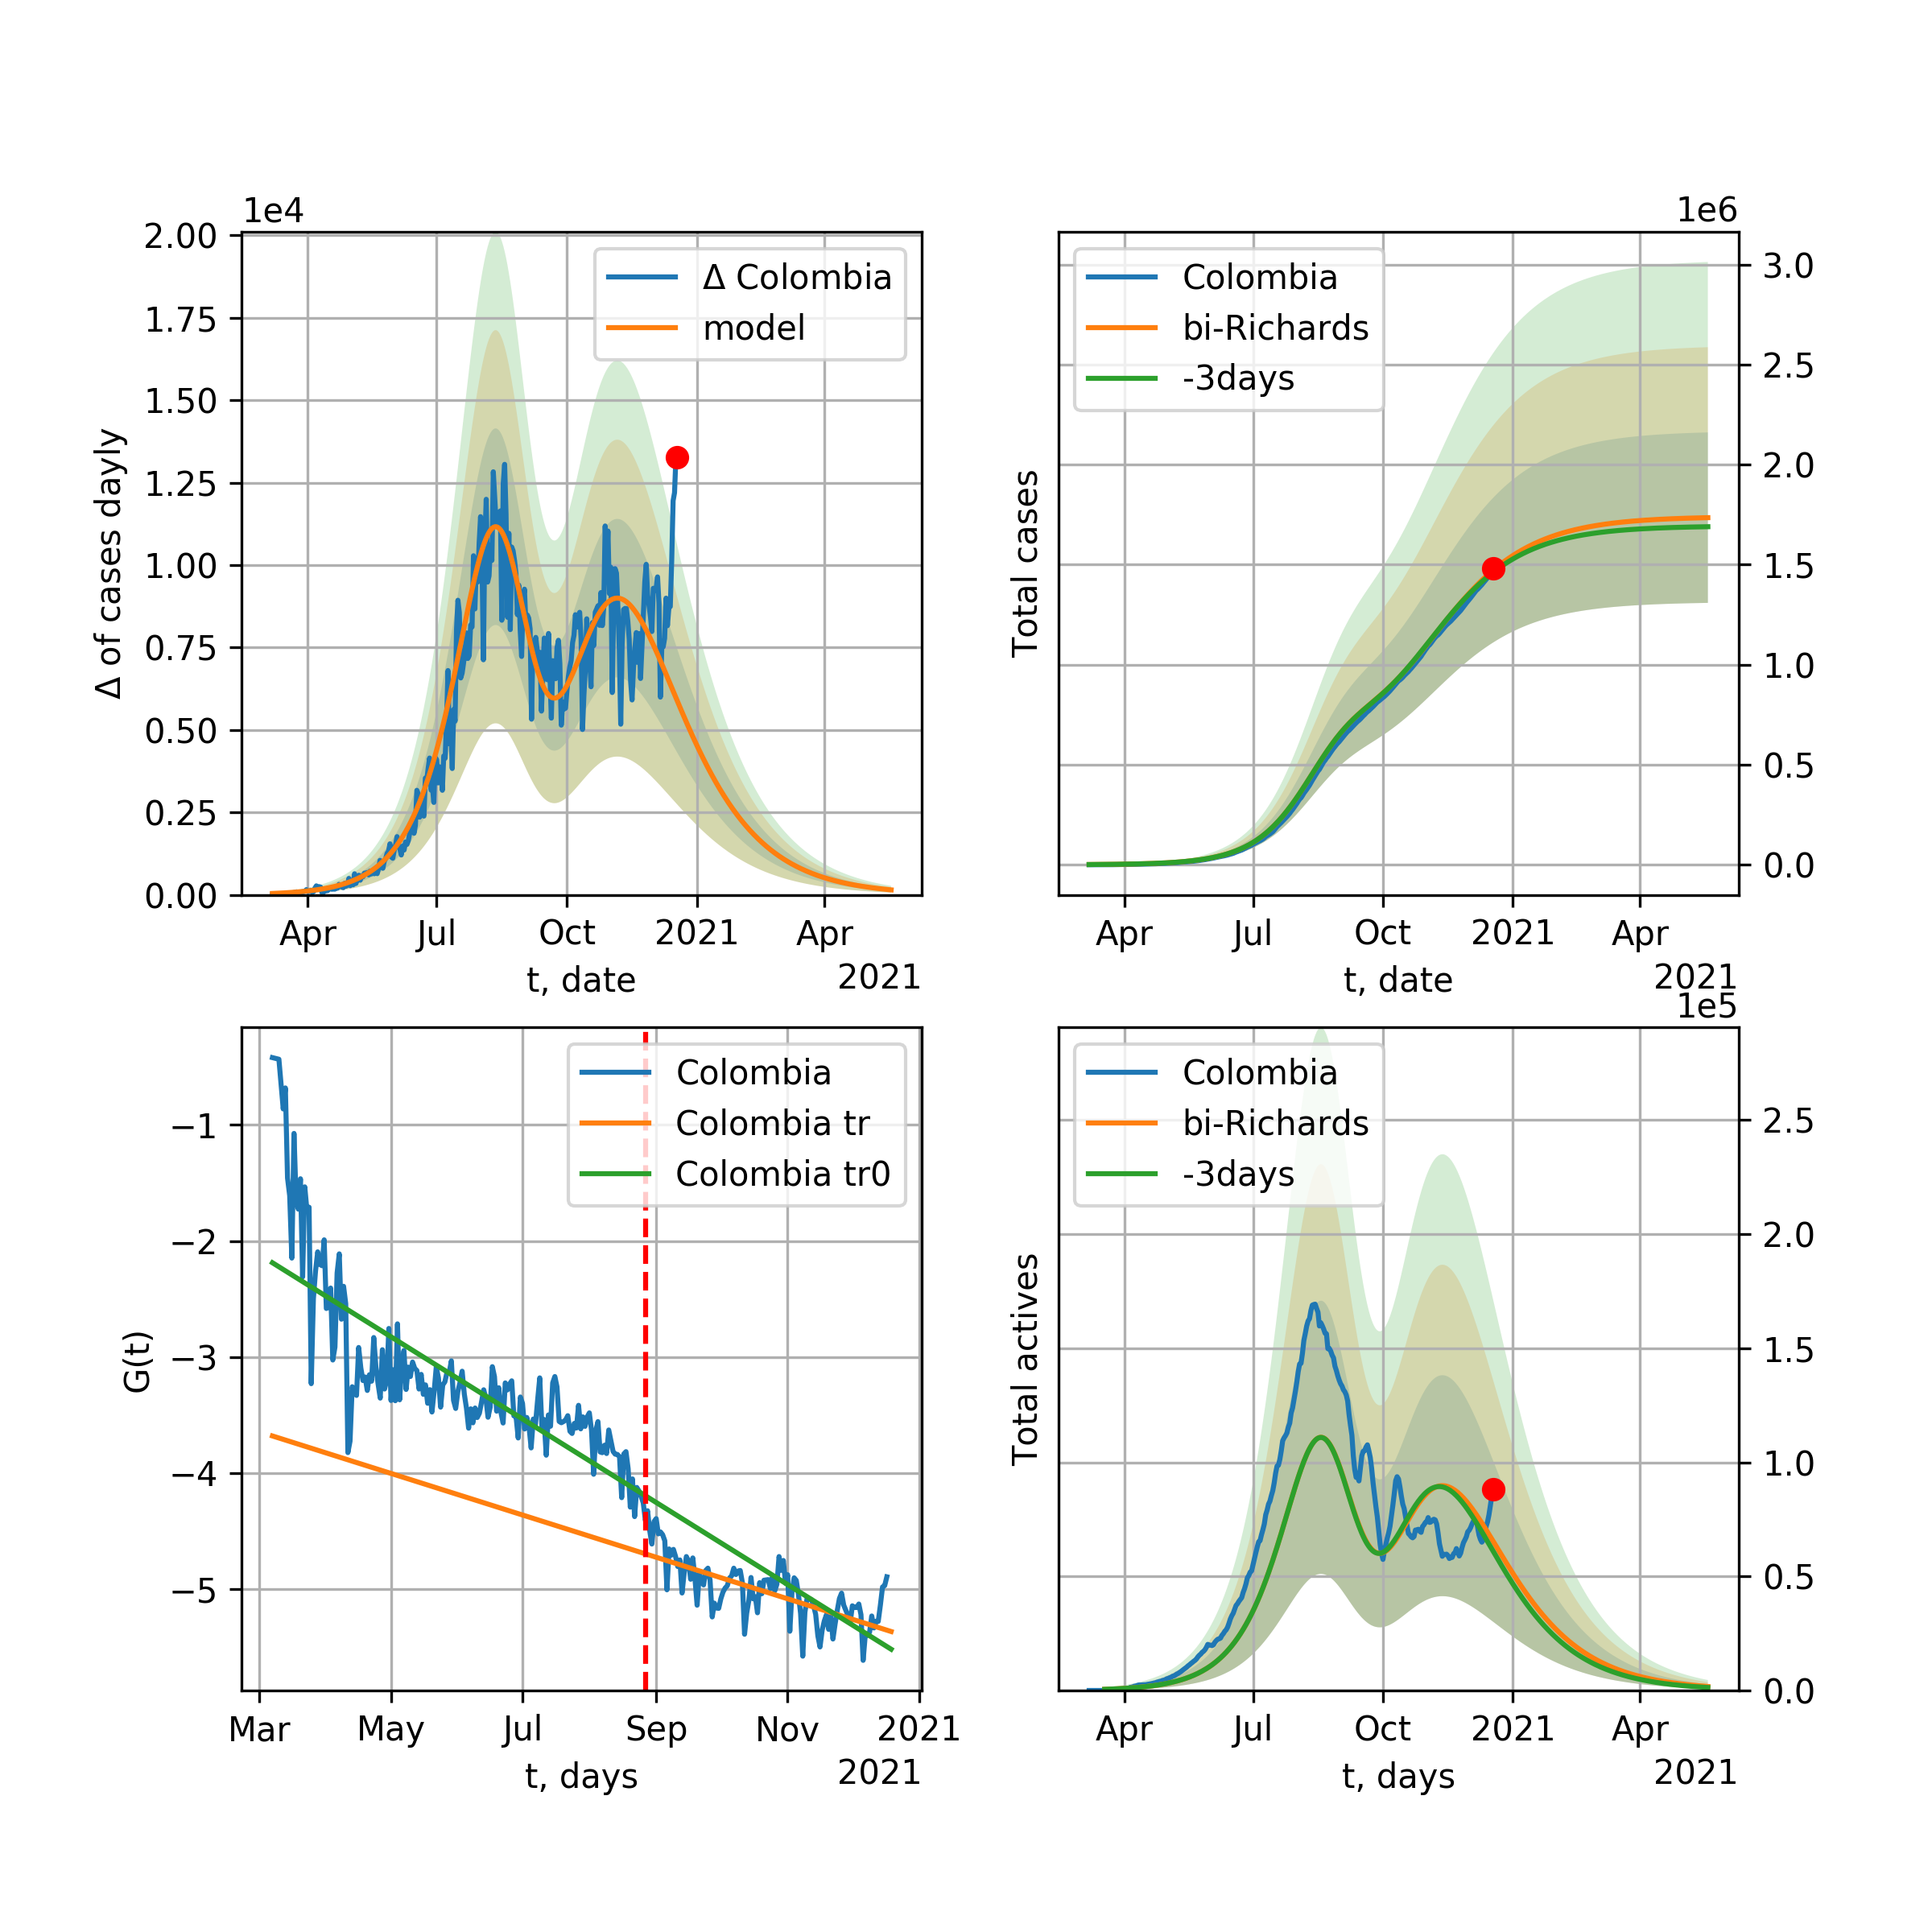 1e4
2.00
1.75
1.50
1.25
1.00
0.75
0.50
0.25
0.00
Δ of cases dayly
Δ Colombia
model
Apr Jul Oct 2021 Apr
t, date
2021
1e6
3.0
2.5
2.0
1.5
1.0
0.5
0.0
Total cases
Colombia
bi-Richards
-3days
Apr Jul Oct 2021 Apr
t, date
2021
−1
−2
−3
−4
−5
G(t)
Colombia
Colombia tr
Colombia tr0
Mar May Jul Sep Nov 2021
t, days
2021
1e5
2.5
2.0
1.5
1.0
0.5
0.0
Total actives
Colombia
bi-Richards
-3days
Apr Jul Oct 2021 Apr
t, days
2021